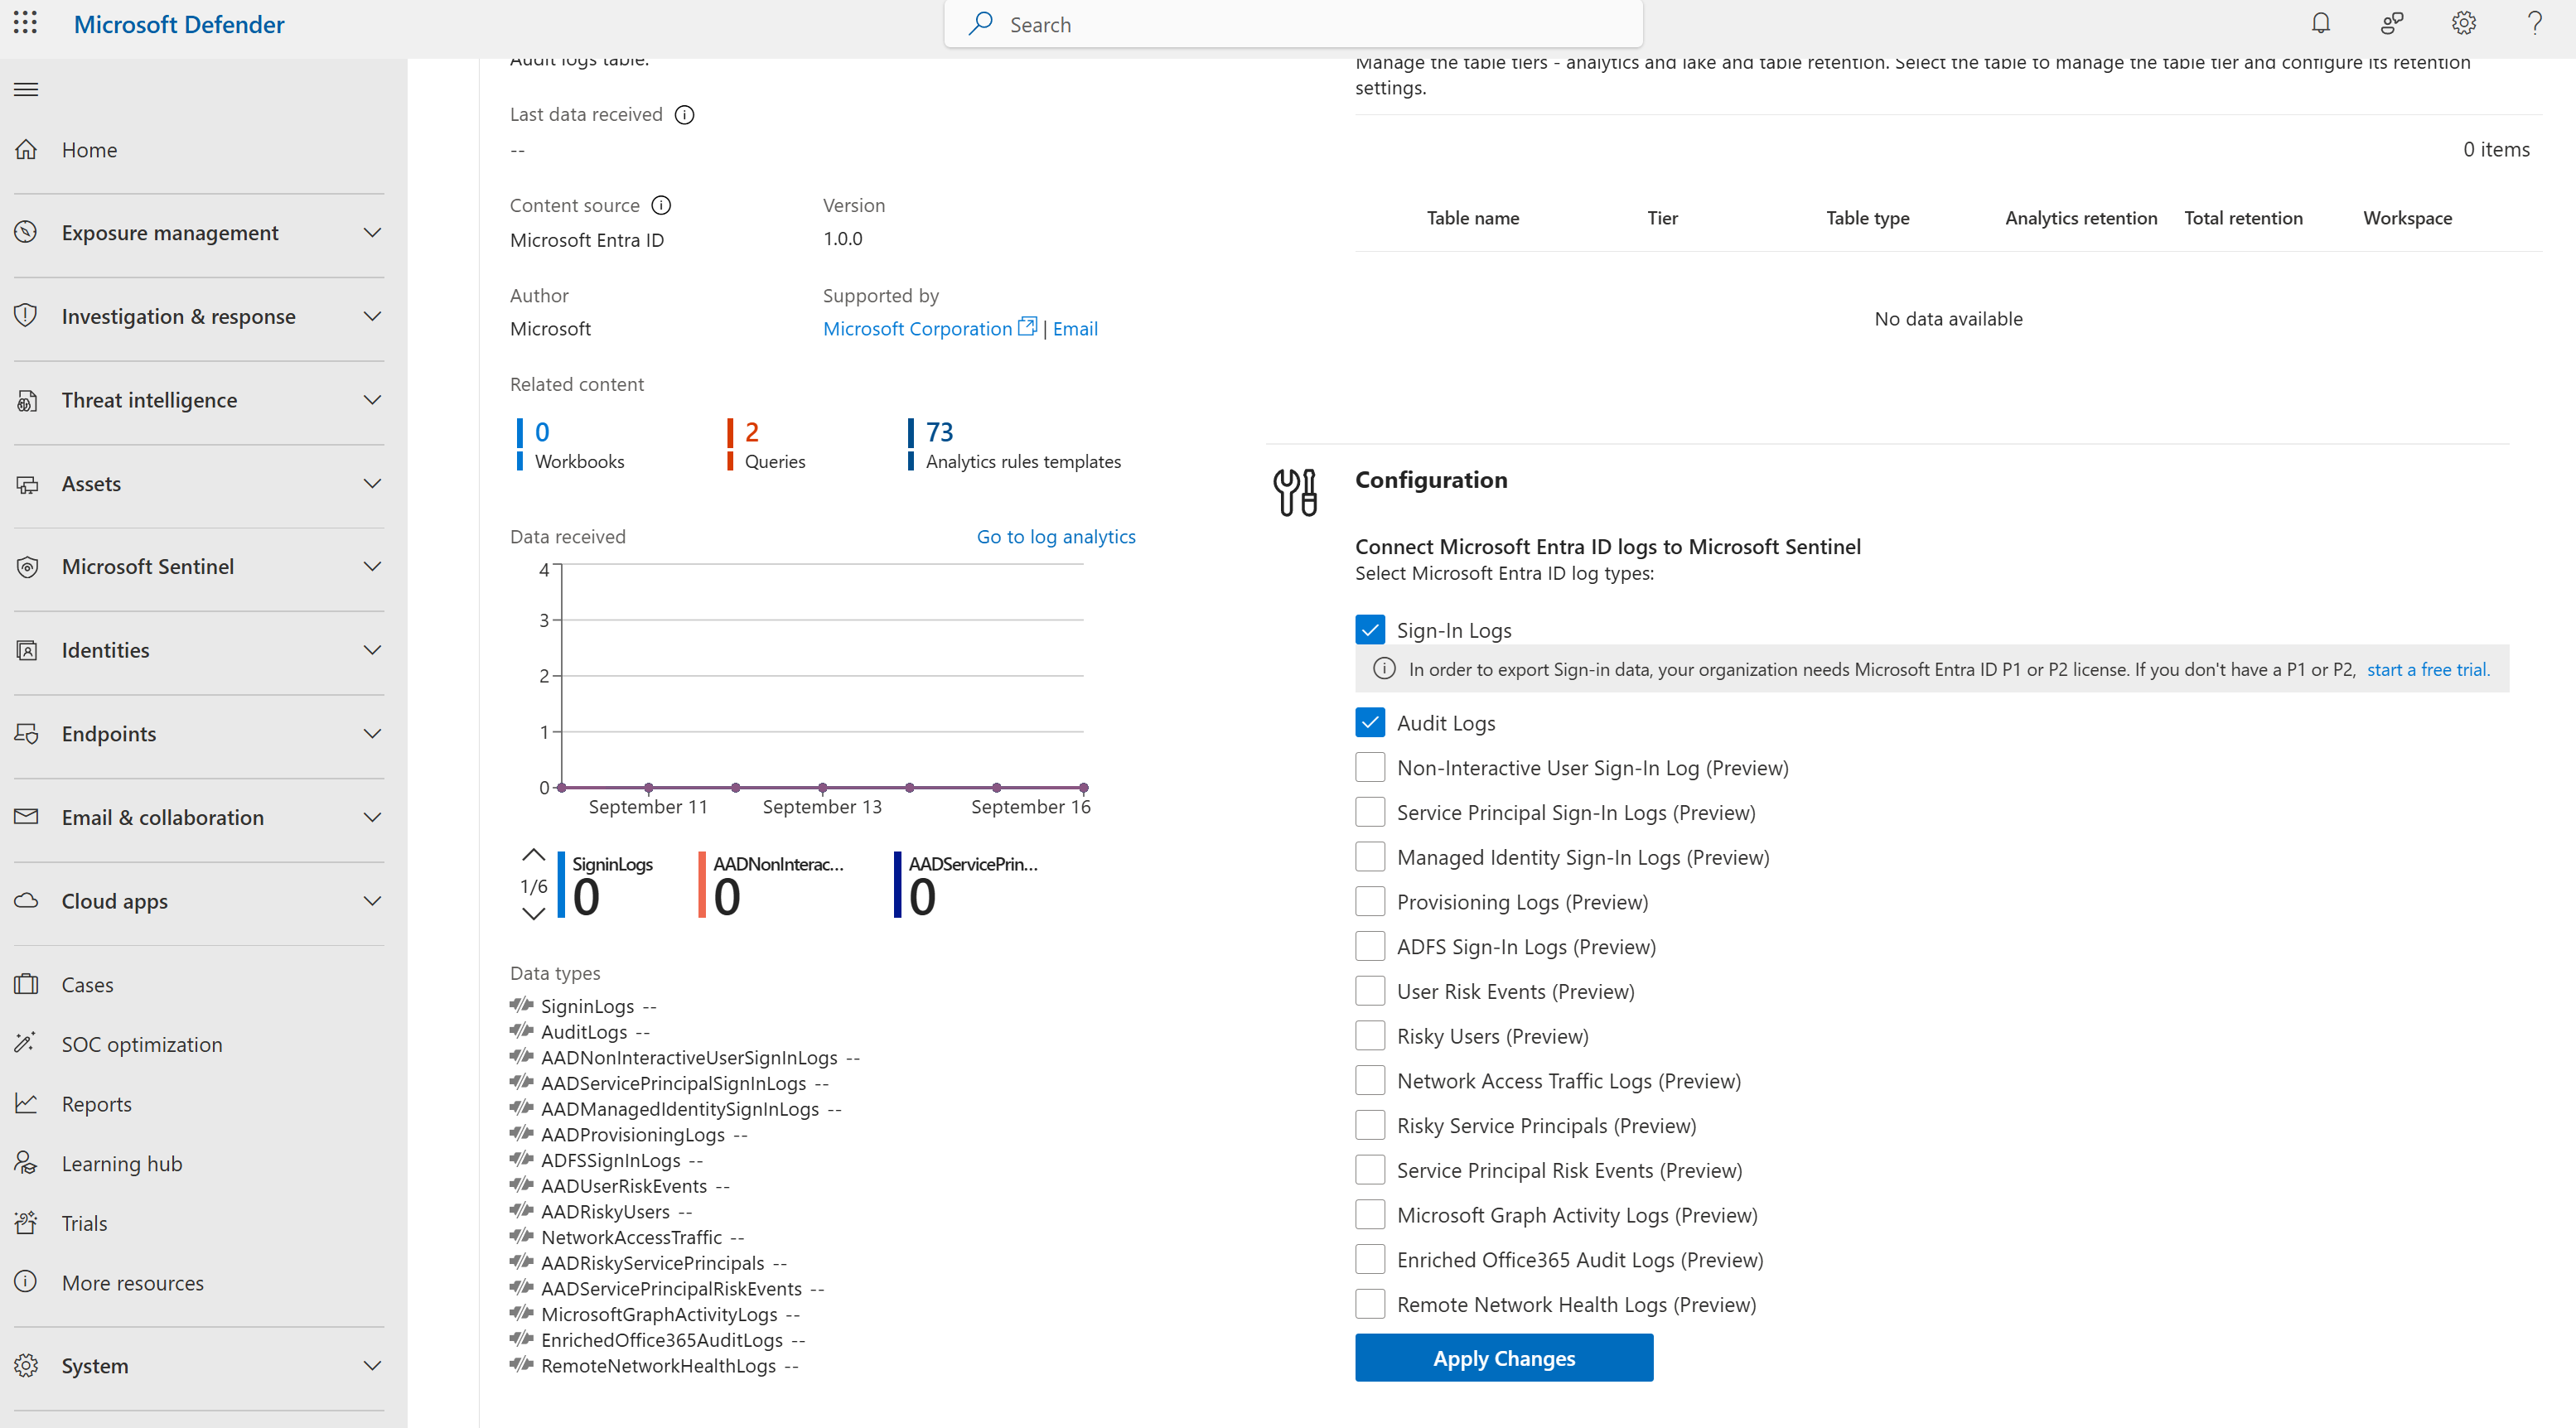 Microsoft Defender
Search
Home
Exposure management
Investigation & response
Threat intelligence
Assets
Microsoft Sentinel
Identities
Endpoints
Email & collaboration
Cloud apps
Cases
SOC optimization
Reports
Learning hub
Trials
More resources
System
Audit logs table.
Last data received
--
Content source
Microsoft Entra ID
Version
1.0.0
Author
Microsoft
Supported by
Microsoft Corporation | Email
Related content
0
Workbooks
2
Queries
73
Analytics rules templates
Data received
Go to log analytics
4
3
2
1
0
September 11
September 13
September 16
1/6
SigninLogs
0
AADNonInterac...
0
AADServicePrin...
0
Data types
SigninLogs --
AuditLogs --
AADNonInteractiveUserSignInLogs --
AADServicePrincipalSignInLogs --
AADManagedIdentitySignInLogs --
AADProvisioningLogs --
ADFSSignInLogs --
AADUserRiskEvents --
AADRiskyUsers --
NetworkAccessTraffic --
AADRiskyServicePrincipals --
AADServicePrincipalRiskEvents --
MicrosoftGraphActivityLogs --
EnrichedOffice365AuditLogs --
RemoteNetworkHealthLogs --
Manage the table tiers - analytics and lake and table retention. Select the table to manage the table tier and configure its retention
settings.
0 items
Table name
Tier
Table type
Analytics retention
Total retention
Workspace
No data available
Configuration
Connect Microsoft Entra ID logs to Microsoft Sentinel
Select Microsoft Entra ID log types:
Sign-In Logs
In order to export Sign-in data, your organization needs Microsoft Entra ID P1 or P2 license. If you don't have a P1 or P2, start a free trial.
Audit Logs
Non-Interactive User Sign-In Log (Preview)
Service Principal Sign-In Logs (Preview)
Managed Identity Sign-In Logs (Preview)
Provisioning Logs (Preview)
ADFS Sign-In Logs (Preview)
User Risk Events (Preview)
Risky Users (Preview)
Network Access Traffic Logs (Preview)
Risky Service Principals (Preview)
Service Principal Risk Events (Preview)
Microsoft Graph Activity Logs (Preview)
Enriched Office365 Audit Logs (Preview)
Remote Network Health Logs (Preview)
Apply Changes